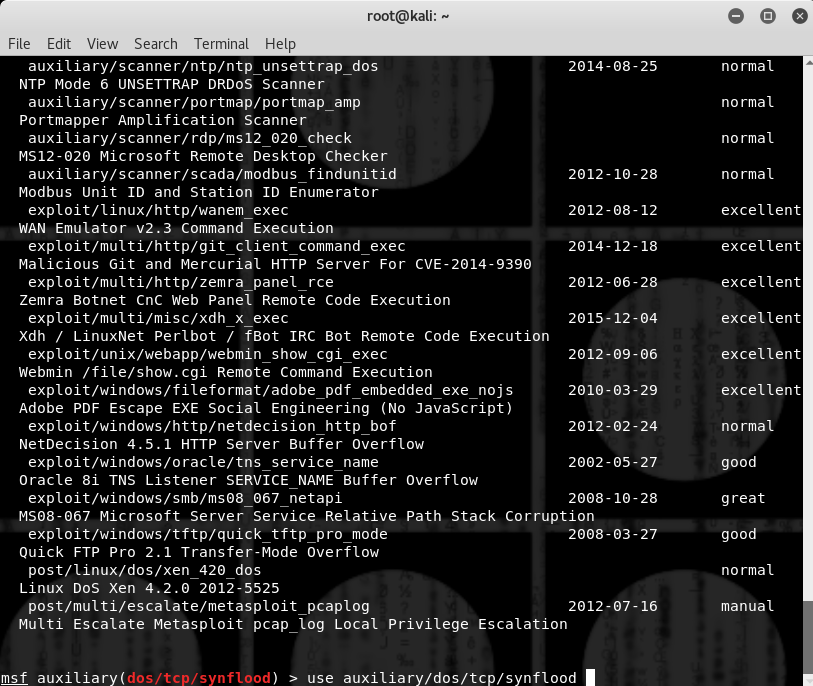 root@kali: ~
File Edit View Search Terminal Help
auxiliary/scanner/ntp/ntp_unsettrap_dos 2014-08-25 normal
NTP Mode 6 UNSETTRAP DRDoS Scanner
auxiliary/scanner/portmap/portmap_amp normal
Portmapper Amplification Scanner
auxiliary/scanner/rdp/ms12_020_check normal
MS12-020 Microsoft Remote Desktop Checker
auxiliary/scanner/scada/modbus_findunitid 2012-10-28 normal
Modbus Unit ID and Station ID Enumerator
exploit/linux/http/wanem_exec 2012-08-12 excellent
WAN Emulator v2.3 Command Execution
exploit/multi/http/git_client_command_exec 2014-12-18 excellent
Malicious Git and Mercurial HTTP Server For CVE-2014-9390
exploit/multi/http/zemra_panel_rce 2012-06-28 excellent
Zemra Botnet CnC Web Panel Remote Code Execution
exploit/multi/misc/xdh_x_exec 2015-12-04 excellent
Xdh / LinuxNet Perlbot / fBot IRC Bot Remote Code Execution
exploit/unix/webapp/webmin_show_cgi_exec 2012-09-06 excellent
Webmin /file/show.cgi Remote Command Execution
exploit/windows/fileformat/adobe_pdf_embedded_exe_nojs 2010-03-29 excellent
Adobe PDF Escape EXE Social Engineering (No JavaScript)
exploit/windows/http/netdecision_http_bof 2012-02-24 normal
NetDecision 4.5.1 HTTP Server Buffer Overflow
exploit/windows/oracle/tns_service_name 2002-05-27 good
Oracle 8i TNS Listener SERVICE_NAME Buffer Overflow
exploit/windows/smb/ms08_067_netapi 2008-10-28 great
MS08-067 Microsoft Server Service Relative Path Stack Corruption
exploit/windows/tftp/quick_tftp_pro_mode 2008-03-27 good
Quick FTP Pro 2.1 Transfer-Mode Overflow
post/linux/dos/xen_420_dos normal
Linux DoS Xen 4.2.0 2012-5525
post/multi/escalate/metasploit_pcaplog 2012-07-16 manual
Multi Escalate Metasploit pcap_log Local Privilege Escalation
msf auxiliary(dos/tcp/synflood) > use auxiliary/dos/tcp/synflood